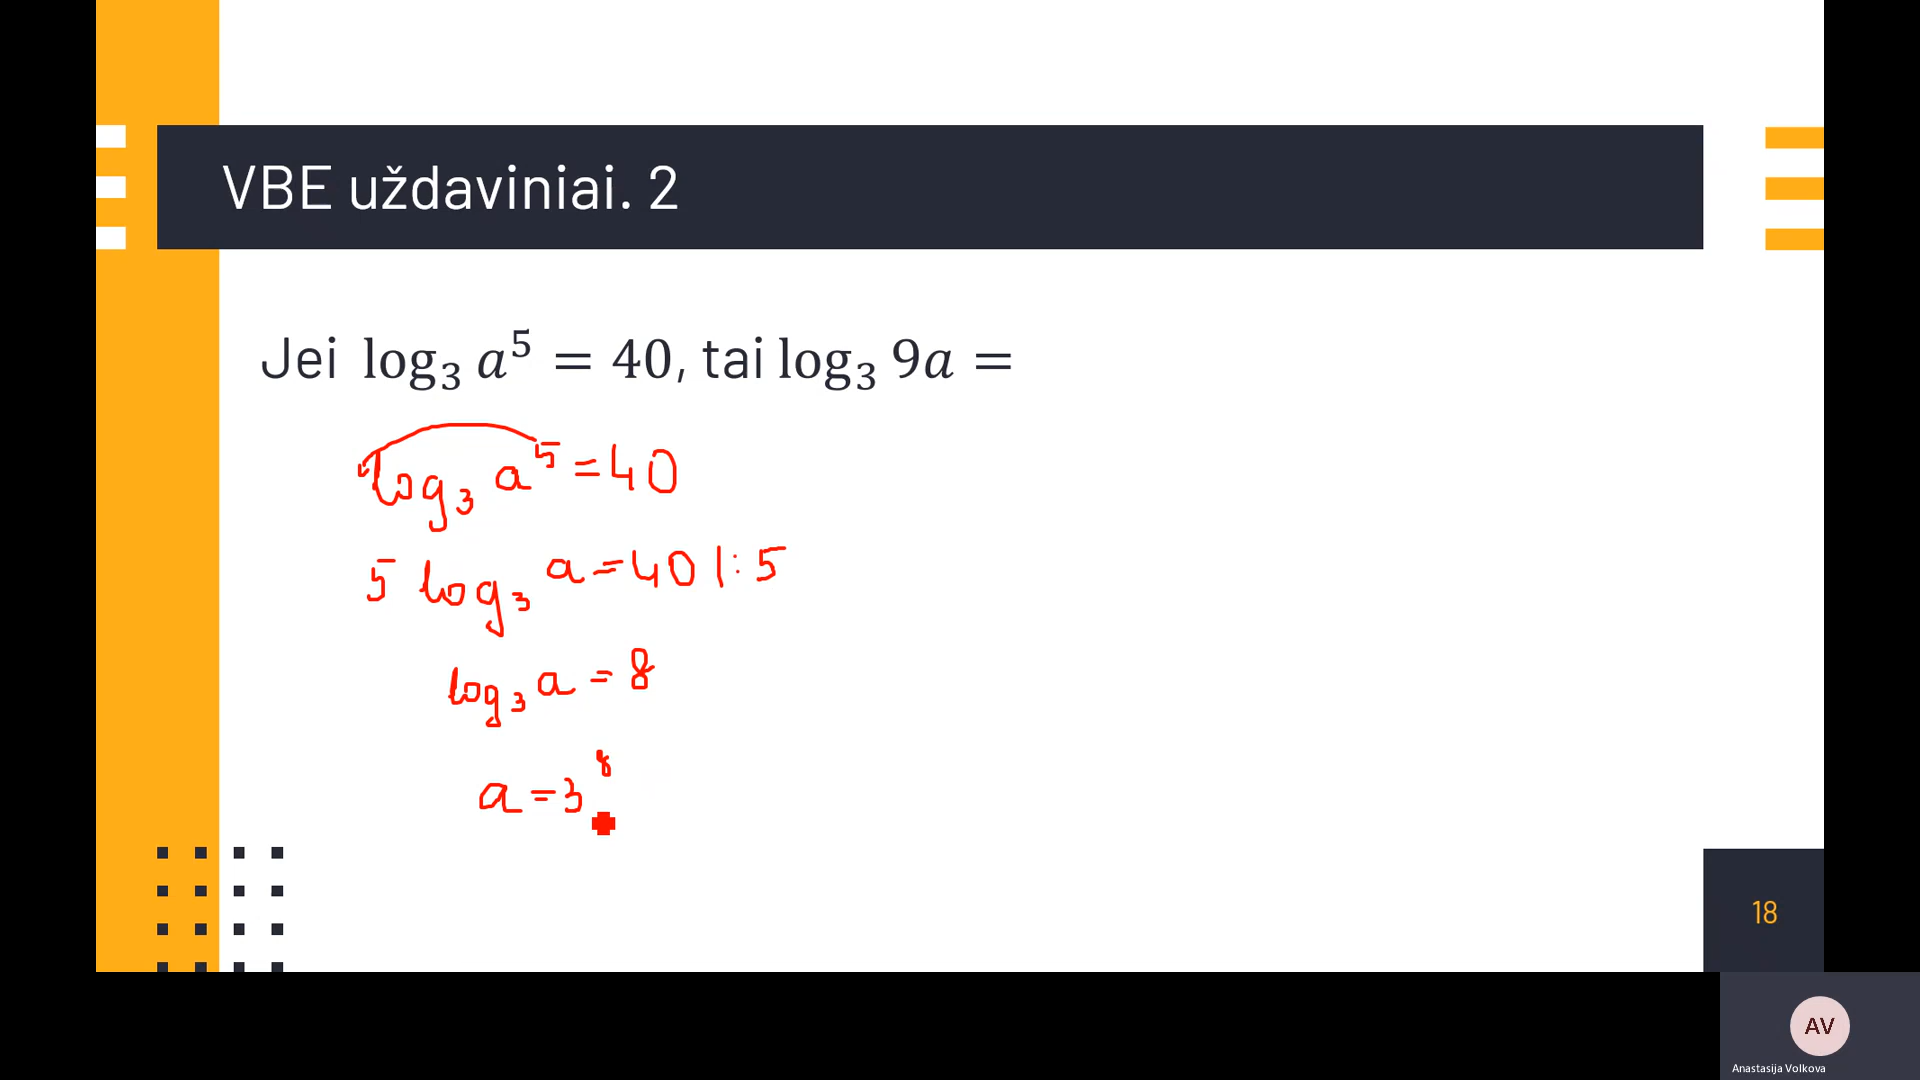 VBE uždaviniai. 2
Jei log₃ a⁵ = 40, tai log₃ 9a =
log₃ a⁵ = 40
5 log₃ a = 40 |: 5
log₃ a = 8
a = 3⁸
18
AV
Anastasija Volkova